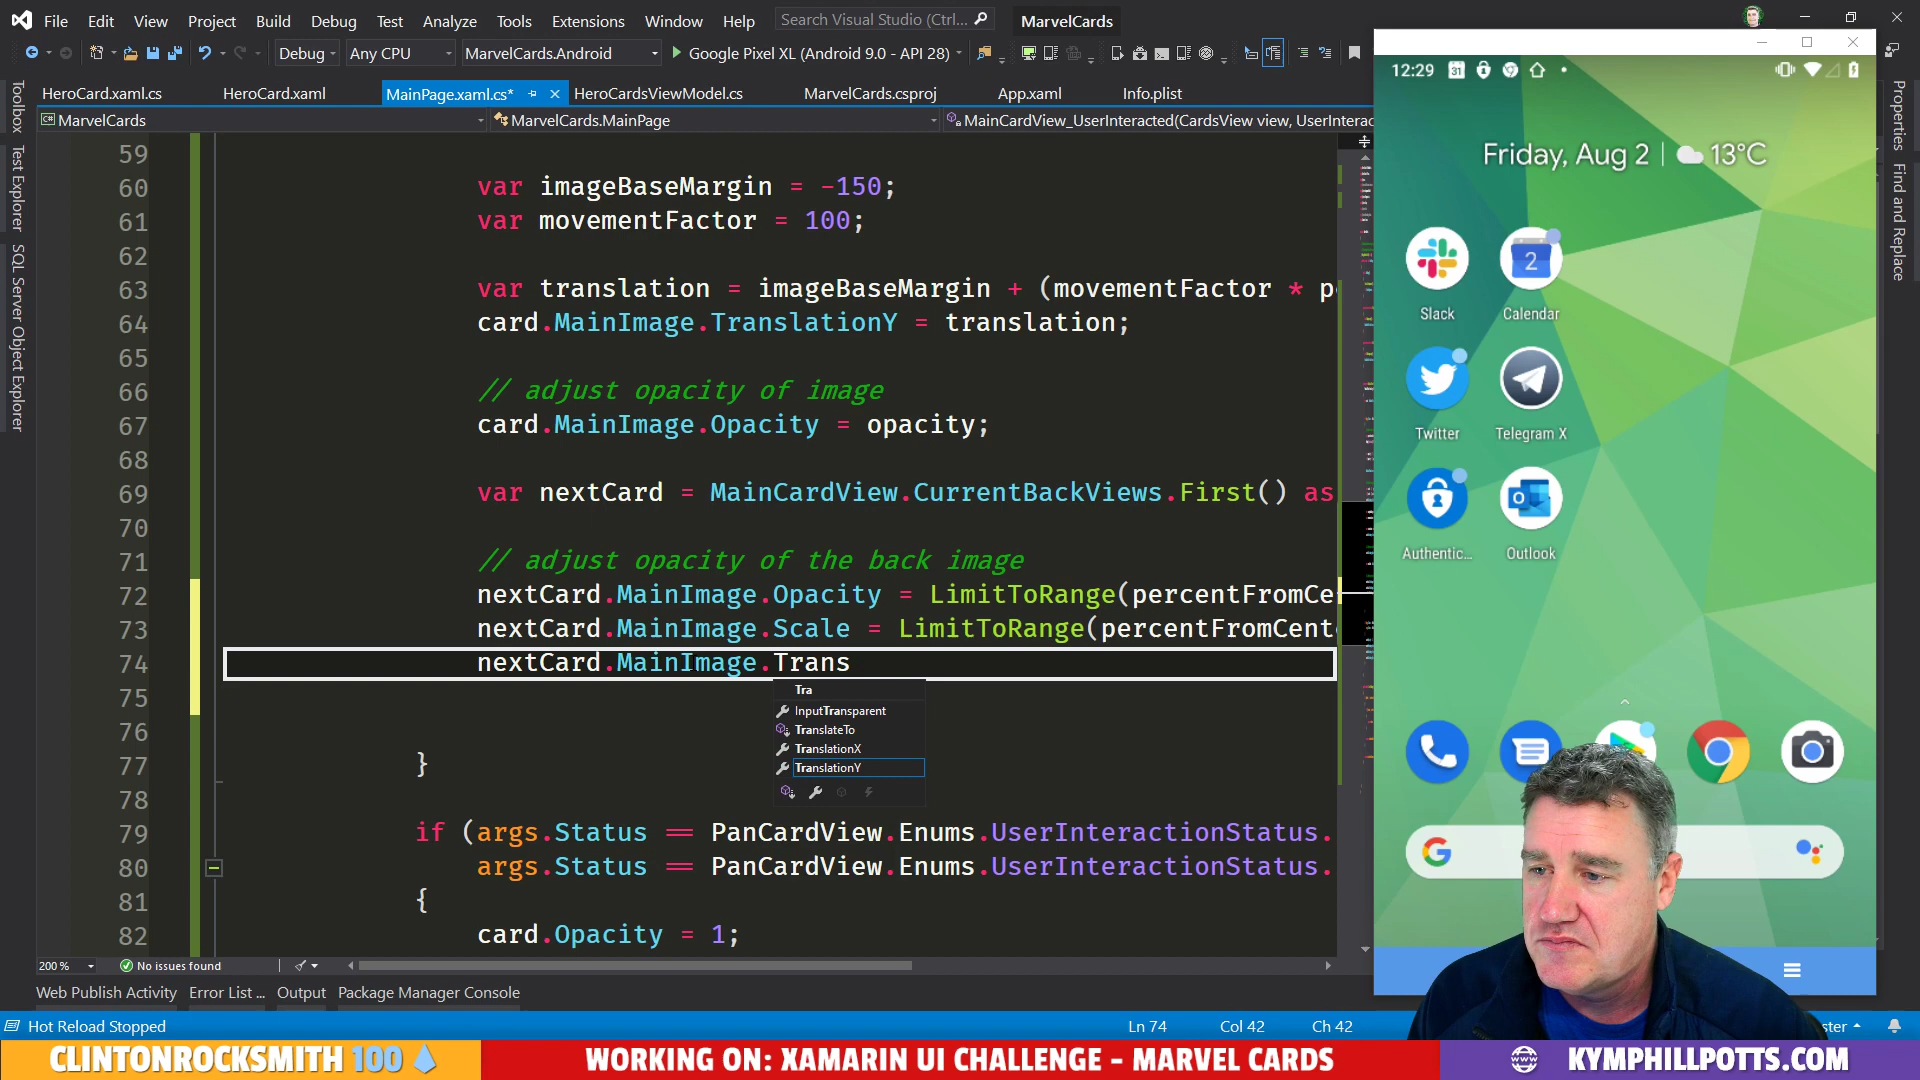 File Edit View Project Build Debug Test Analyze Tools Extensions Window Help Search Visual Studio (Ctrl... MarvelCards
Debug Any CPU MarvelCards.Android Google Pixel XL (Android 9.0 - API 28)
HeroCard.xaml.cs HeroCard.xaml MainPage.xaml.cs* HeroCardsViewModel.cs MarvelCards.csproj App.xaml Info.plist
MarvelCards MarvelCards.MainPage MainCardView_UserInteracted(CardsView view, UserInterac
Toolbox
Test Explorer
SQL Server Object Explorer
59
60 var imageBaseMargin = -150;
61 var movementFactor = 100;
62
63 var translation = imageBaseMargin + (movementFactor * p
64 card.MainImage.TranslationY = translation;
65
66 // adjust opacity of image
67 card.MainImage.Opacity = opacity;
68
69 var nextCard = MainCardView.CurrentBackViews.First() as
70
71 // adjust opacity of the back image
72 nextCard.MainImage.Opacity = LimitToRange(percentFromCe
73 nextCard.MainImage.Scale = LimitToRange(percentFromCent
74 nextCard.MainImage.Trans
75
76
77 }
78
79 if (args.Status == PanCardView.Enums.UserInteractionStatus.
80 args.Status == PanCardView.Enums.UserInteractionStatus.
81 {
82 card.Opacity = 1;
Tra
InputTransparent
TranslateTo
TranslationX
TranslationY
200 % No issues found
Web Publish Activity Error List ... Output Package Manager Console
Hot Reload Stopped Ln 74 Col 42 Ch 42
12:29 31
Friday, Aug 2 | 13°C
2
Slack Calendar
Twitter Telegram X
Authentic... Outlook
G
Properties
Find and Replace
CLINTONROCKSMITH 100 WORKING ON: XAMARIN UI CHALLENGE - MARVEL CARDS KYMPHILLPOTTS.COM